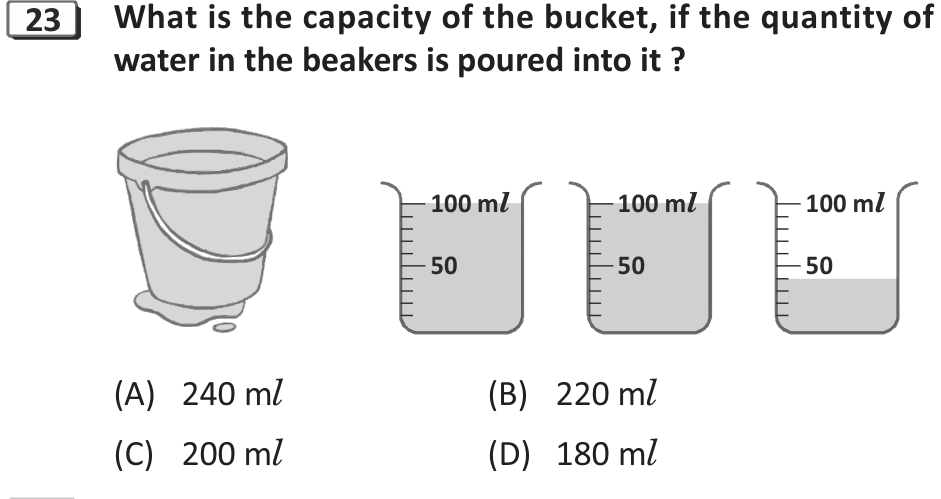 23 What is the capacity of the bucket, if the quantity of
water in the beakers is poured into it ?
100 ml 100 ml 100 ml
50 50 50
(A) 240 ml (B) 220 ml
(C) 200 ml (D) 180 ml